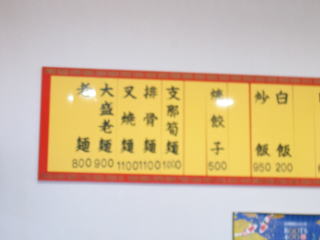 老麺 800
大盛老麺 900
叉焼麺 1100
排骨麺 1100
支那筍麺 1000
焼餃子 500
炒飯 950
白飯 200